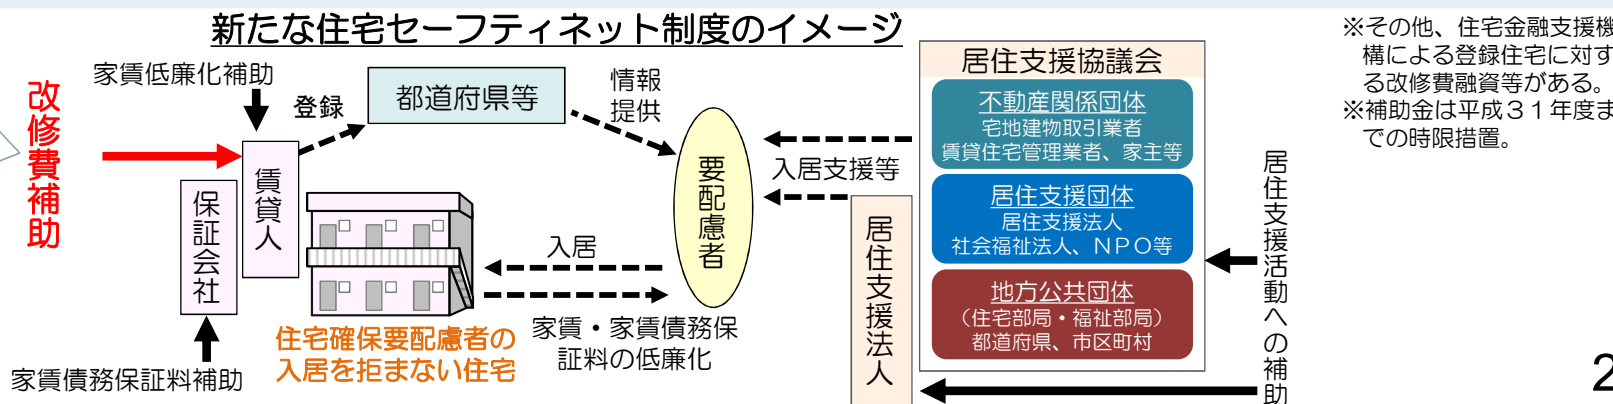 新たな住宅セーフティネット制度のイメージ
改修費補助
家賃低廉化補助
登録
都道府県等
情報
提供
賃貸人
保証会社
家賃債務保証料補助
住宅確保要配慮者の
入居を拒まない住宅
入居
家賃・家賃債務保
証料の低廉化
要配慮者
入居支援等
居住支援法人
居住支援協議会
不動産関係団体
宅地建物取引業者
賃貸住宅管理業者、家主等
居住支援団体
居住支援法人
社会福祉法人、NPO等
地方公共団体
（住宅部局・福祉部局）
都道府県、市区町村
居住支援活動への補助
※その他、住宅金融支援機
構による登録住宅に対す
る改修費融資等がある。
※補助金は平成３１年度ま
での時限措置。
2